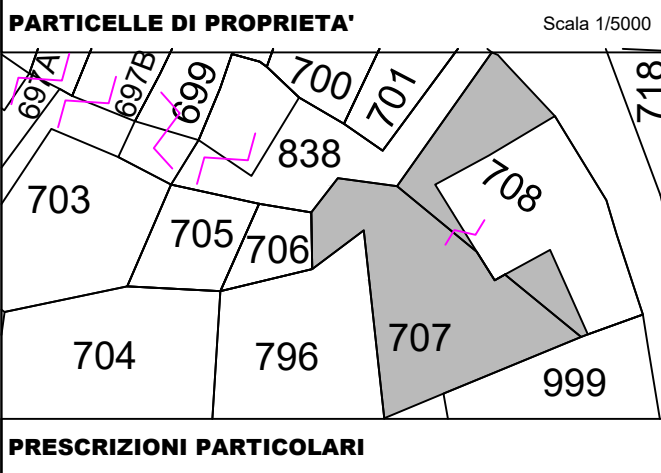 PARTICELLE DI PROPRIETA' Scala 1/5000
697A 697B 699 700 701 718
838
703 708
705 706
707
704 796
999
PRESCRIZIONI PARTICOLARI